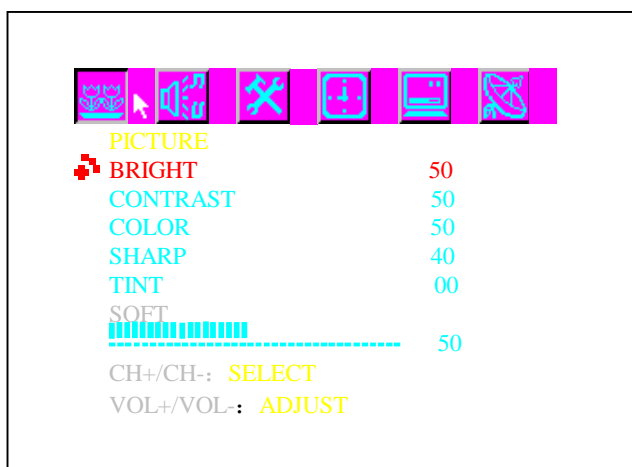 PICTURE
BRIGHT 50
CONTRAST 50
COLOR 50
SHARP 40
TINT 00
SOFT
50
CH+/CH-: SELECT
VOL+/VOL-: ADJUST